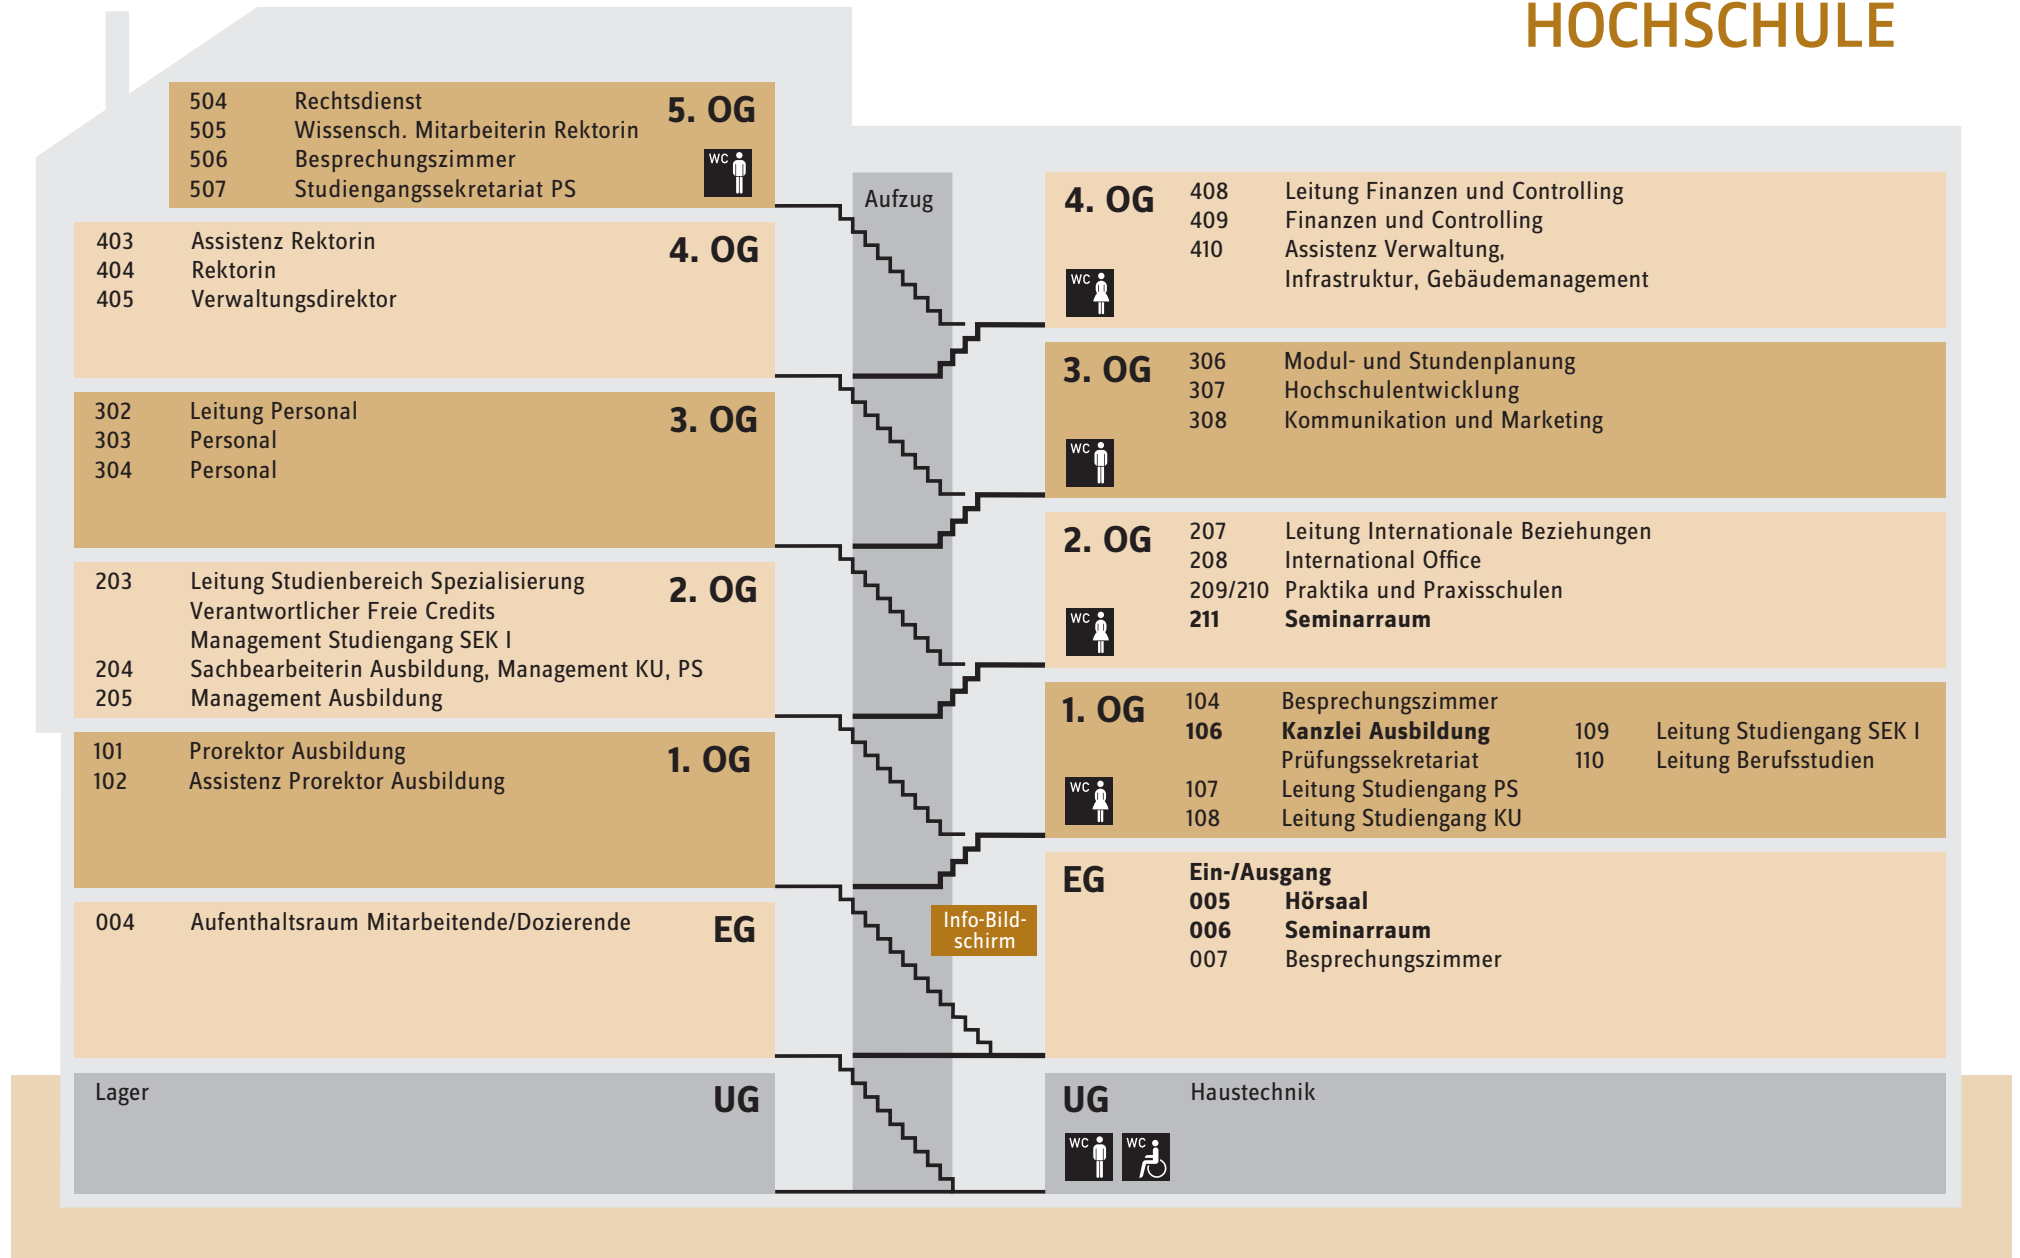 HOCHSCHULE
504 Rechtsdienst
505 Wissensch. Mitarbeiterin Rektorin
506 Besprechungszimmer
507 Studiengangssekretariat PS
5. OG
WC
403 Assistenz Rektorin
404 Rektorin
405 Verwaltungsdirektor
4. OG
302 Leitung Personal
303 Personal
304 Personal
3. OG
203 Leitung Studienbereich Spezialisierung
Verantwortlicher Freie Credits
Management Studiengang SEK I
204 Sachbearbeiterin Ausbildung, Management KU, PS
205 Management Ausbildung
2. OG
101 Prorektor Ausbildung
102 Assistenz Prorektor Ausbildung
1. OG
004 Aufenthaltsraum Mitarbeitende/Dozierende
EG
Lager
UG
Aufzug
Info-Bild-
schirm
4. OG
WC
408 Leitung Finanzen und Controlling
409 Finanzen und Controlling
410 Assistenz Verwaltung,
Infrastruktur, Gebäudemanagement
3. OG
WC
306 Modul- und Stundenplanung
307 Hochschulentwicklung
308 Kommunikation und Marketing
2. OG
WC
207 Leitung Internationale Beziehungen
208 International Office
209/210 Praktika und Praxisschulen
211 Seminarraum
1. OG
WC
104 Besprechungszimmer
106 Kanzlei Ausbildung
Prüfungssekretariat
107 Leitung Studiengang PS
108 Leitung Studiengang KU
109 Leitung Studiengang SEK I
110 Leitung Berufsstudien
EG
Ein-/Ausgang
005 Hörsaal
006 Seminarraum
007 Besprechungszimmer
UG
Haustechnik
WC
WC